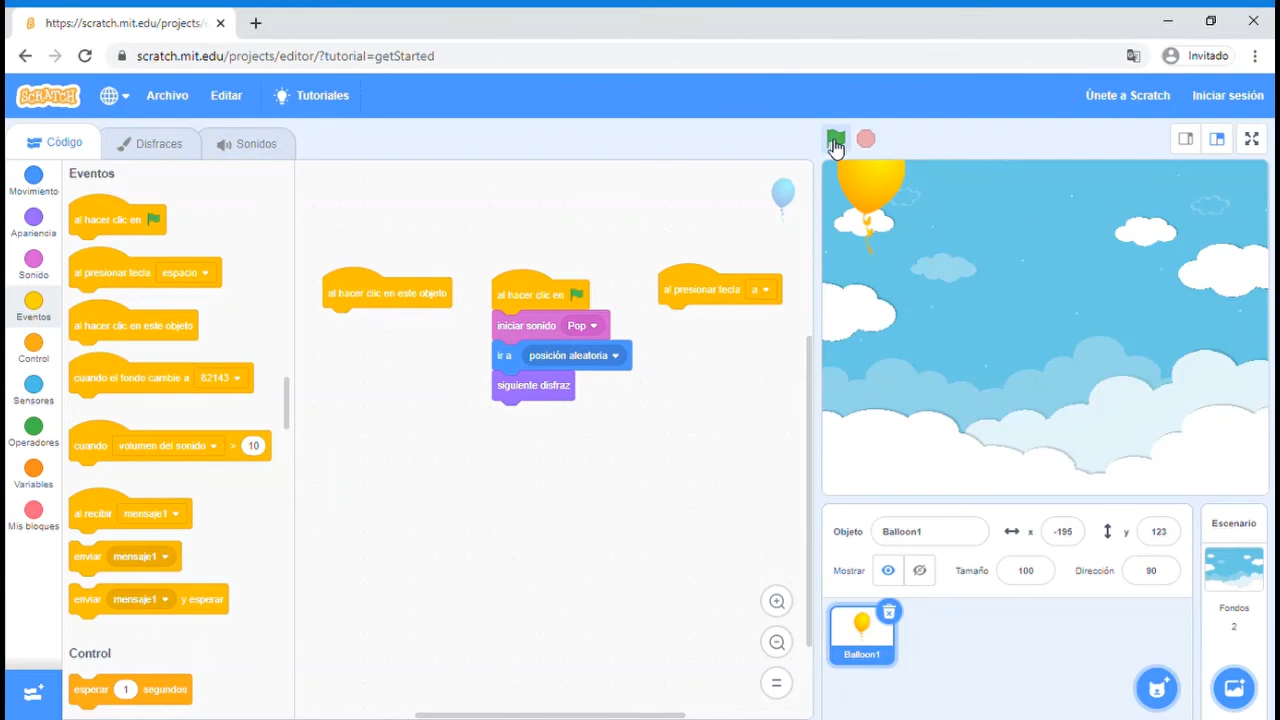 https://scratch.mit.edu/projects/
scratch.mit.edu/projects/editor/?tutorial=getStarted
Invitado
SCRATCH
Archivo
Editar
Tutoriales
Únete a Scratch
Iniciar sesión
Código
Disfraces
Sonidos
Movimiento
Apariencia
Sonido
Eventos
Control
Sensores
Operadores
Variables
Mis bloques
Eventos
al hacer clic en
al presionar tecla espacio
al hacer clic en este objeto
cuando el fondo cambie a 82143
cuando volumen del sonido > 10
al recibir mensaje1
enviar mensaje1
enviar mensaje1 y esperar
Control
esperar 1 segundos
al hacer clic en este objeto
al hacer clic en
iniciar sonido Pop
ir a posición aleatoria
siguiente disfraz
al presionar tecla a
Objeto Balloon1 x -195 y 123
Mostrar Tamaño 100 Dirección 90
Balloon1
Escenario
Fondos
2